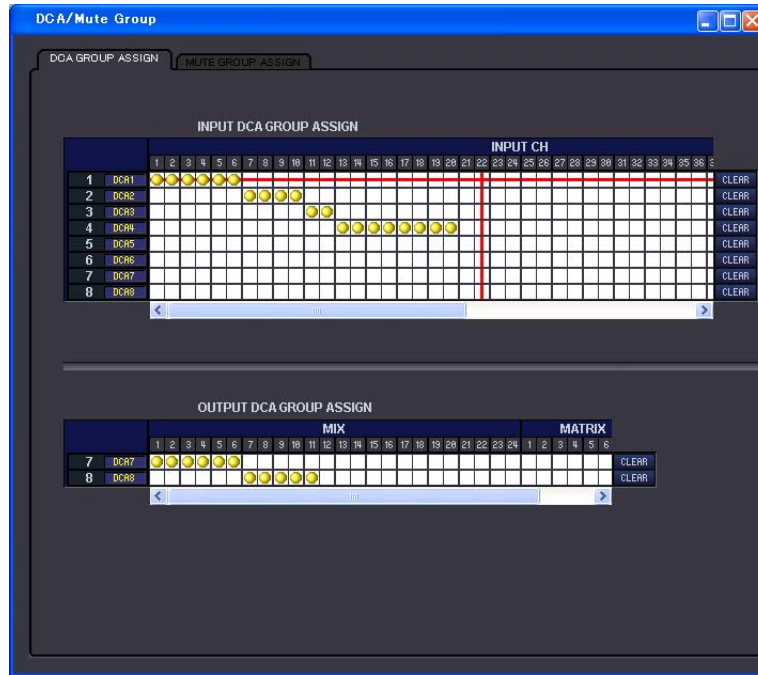 DCA/Mute Group
DCA GROUP ASSIGN MUTE GROUP ASSIGN
INPUT DCA GROUP ASSIGN
INPUT CH
1 2 3 4 5 6 7 8 9 10 11 12 13 14 15 16 17 18 19 20 21 22 23 24 25 26 27 28 29 30 31 32 33 34 35 36
1 DCA1 CLEAR
2 DCA2 CLEAR
3 DCA3 CLEAR
4 DCA4 CLEAR
5 DCA5 CLEAR
6 DCA6 CLEAR
7 DCA7 CLEAR
8 DCA8 CLEAR
OUTPUT DCA GROUP ASSIGN
MIX MATRIX
1 2 3 4 5 6 7 8 9 10 11 12 13 14 15 16 17 18 19 20 21 22 23 24 1 2 3 4 5 6
7 DCA7 CLEAR
8 DCA8 CLEAR